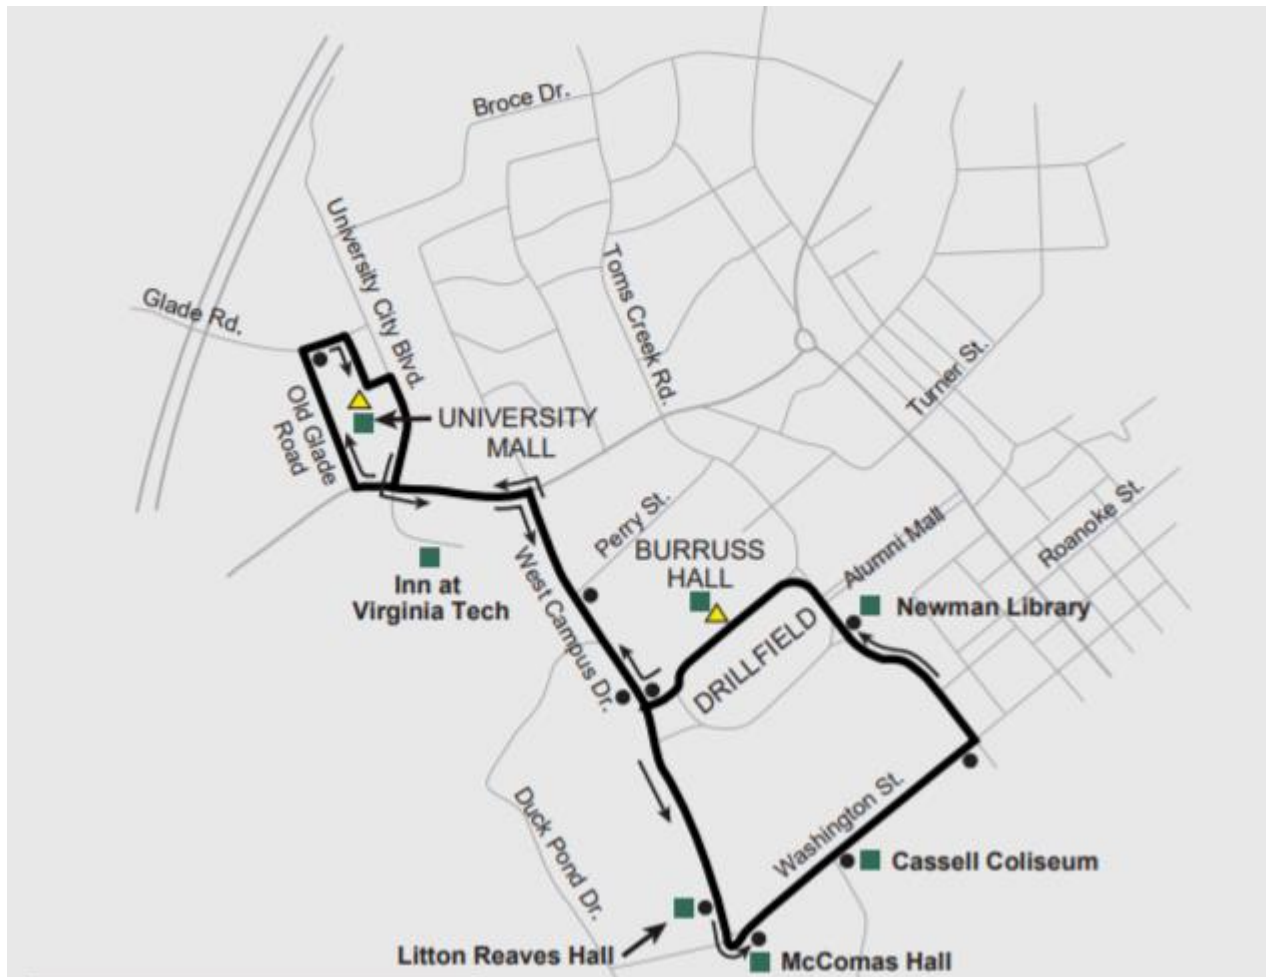 Broce Dr.
University City Blvd.
Glade Rd.
Toms Creek Rd.
Turner St.
Old Glade
Road
UNIVERSITY
MALL
Perry St.
Roanoke St.
BURRUSS
HALL
Alumni Mall
Inn at
Virginia Tech
West Campus Dr.
Newman Library
DRILLFIELD
Duck Pond Dr.
Washington St.
Cassell Coliseum
Litton Reaves Hall
McComas Hall